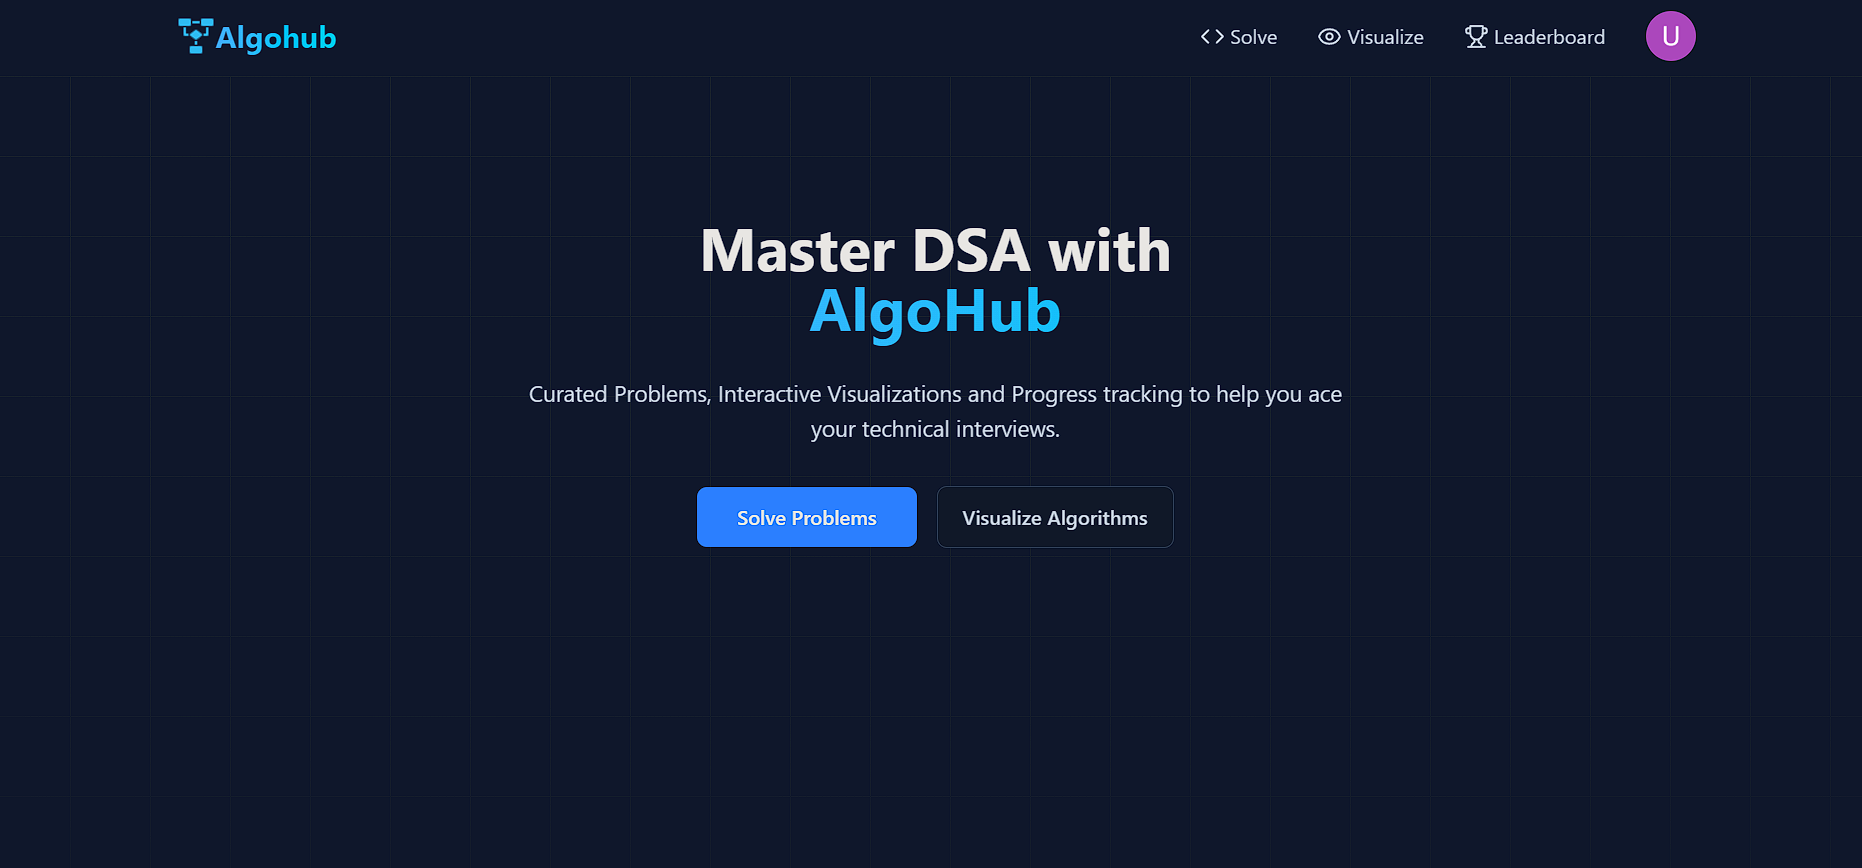 Algohub
Solve
Visualize
Leaderboard
U
Master DSA with
AlgoHub
Curated Problems, Interactive Visualizations and Progress tracking to help you ace
your technical interviews.
Solve Problems
Visualize Algorithms